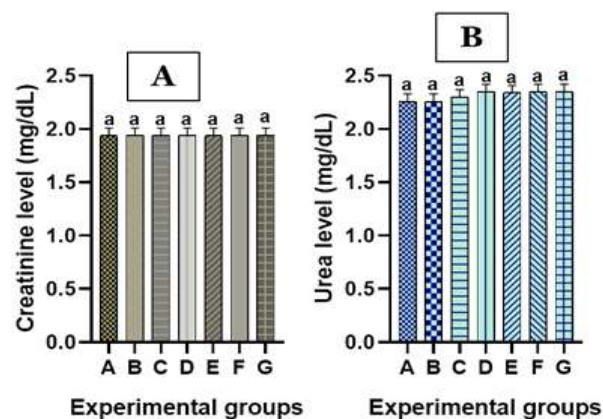 A
Creatinine level (mg/dL)
2.5
2.0
1.5
1.0
0.5
0.0
a a a a a a a
A B C D E F G
Experimental groups
B
Urea level (mg/dL)
2.5
2.0
1.5
1.0
0.5
0.0
a a a a a a a
A B C D E F G
Experimental groups